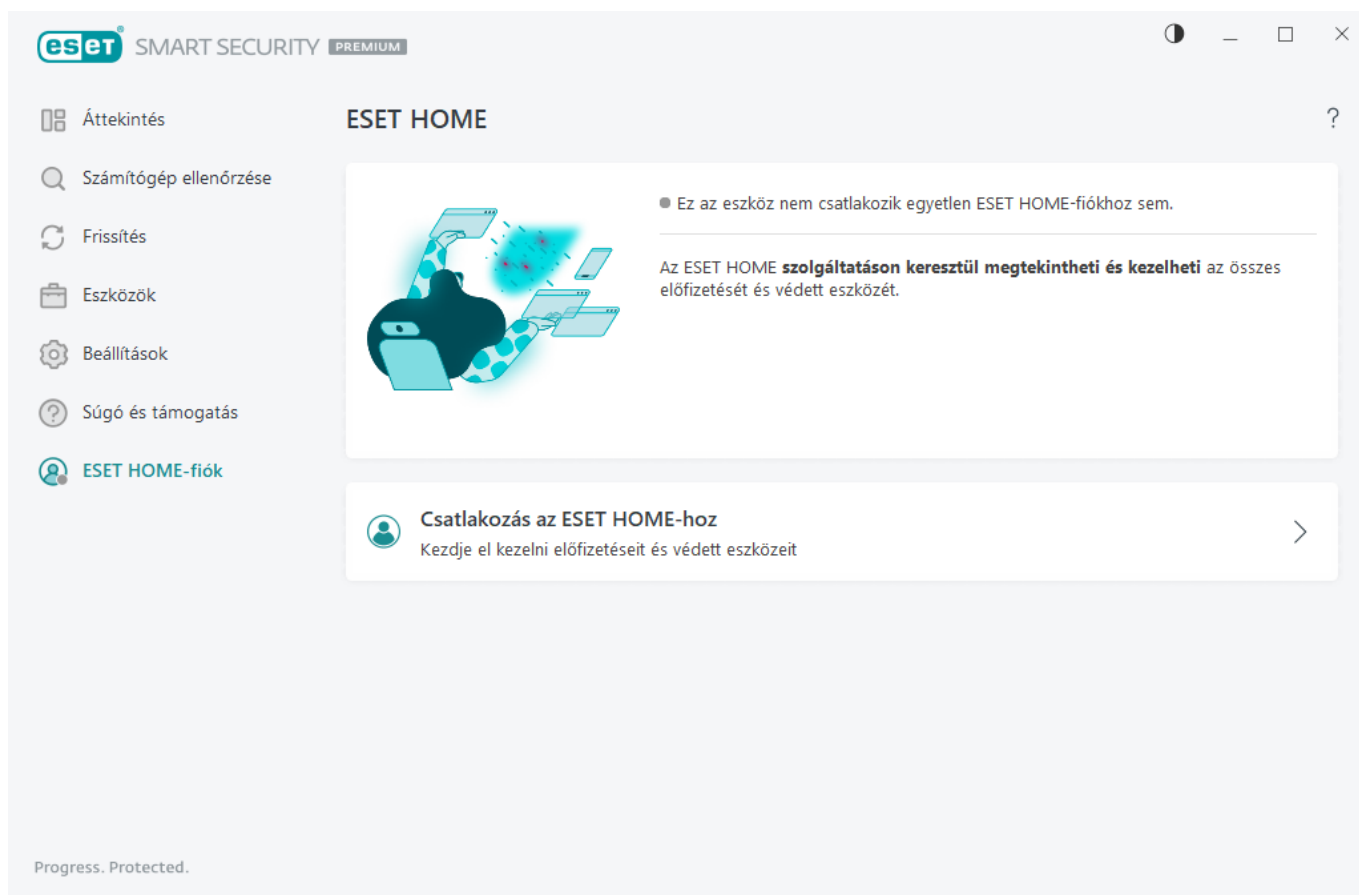 eset® SMART SECURITY PREMIUM
Áttekintés
Számítógép ellenőrzése
Frissítés
Eszközök
Beállítások
Súgó és támogatás
ESET HOME-fiók
ESET HOME
?
Ez az eszköz nem csatlakozik egyetlen ESET HOME-fiókhoz sem.
Az ESET HOME szolgáltatáson keresztül megtekintheti és kezelheti az összes
előfizetését és védett eszközét.
Csatlakozás az ESET HOME-hoz
Kezdje el kezelni előfizetéseit és védett eszközeit
Progress. Protected.